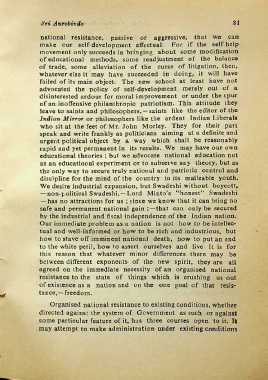 Sri Aurobindo 81
national resistance, passive or aggressive, that we can
make our self-development effectual. For if the self-help
movement only succeeds in bringing about some modification
of educational methods, some readjustment of the balance
of trade, some alleviation of the curse of litigation, then,
whatever else it may have succeeded in doing, it will have
failed of its main object. The new school at least have not
advocated the policy of self-development merely out of a
disinterested ardour for moral improvement or under the spur
of an inoffensive philanthropic patriotism. This attitude they
leave to saints and philosophers,—saints like the editor of the
Indian Mirror or philosophers like the ardent Indian Liberals
who sit at the feet of Mr. John Morley. They for their part
speak and write frankly as politicians aiming at a definite and
urgent political object by a way which shall be reasonably
rapid and yet permanent in its results. We may have our own
educational theories; but we advocate national education not
as an educational experiment or to subserve any theory, but as
the only way to secure truly national and patriotic control and
discipline for the mind of the country in its malleable youth.
We desire industrial expansion, but Swadeshi without boycott,
—non-political Swadeshi,—Lord Minto's "honest" Swadeshi
—has no attractions for us; since we know that it can bring no
safe and permanent national gain;—that can only be secured
by the industrial and fiscal independence of the Indian nation.
Our immediate problem as a nation is not how to be intellec-
tual and well-informed or how to be rich and industrious, but
how to stave off imminent national death, how to put an end
to the white peril, how to assert ourselves and live. It is for
this reason that whatever minor differences there may be
between different exponents of the new spirit, they are all
agreed on the immediate necessity of an organised national
resistance to the state of things which is crushing us out
of existence as a nation and on the one goal of that resis-
tance,—freedom.
Organised national resistance to existing conditions, whether
directed against the system of Government as such or against
some particular feature of it, has three courses open to it. It
may attempt to make administration under existing conditions